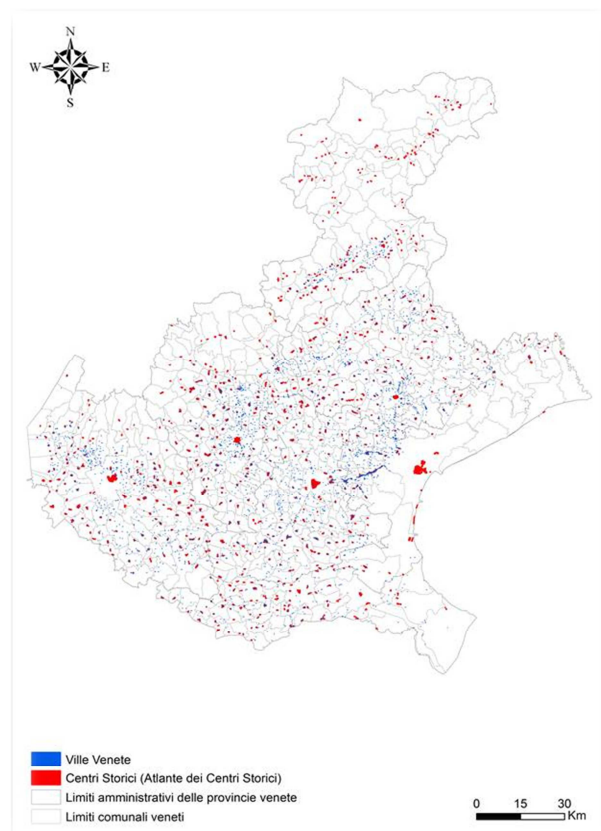 N
W E
S
Ville Venete
Centri Storici (Atlante dei Centri Storici)
Limiti amministrativi delle provincie venete
Limiti comunali veneti
0 15 30
Km